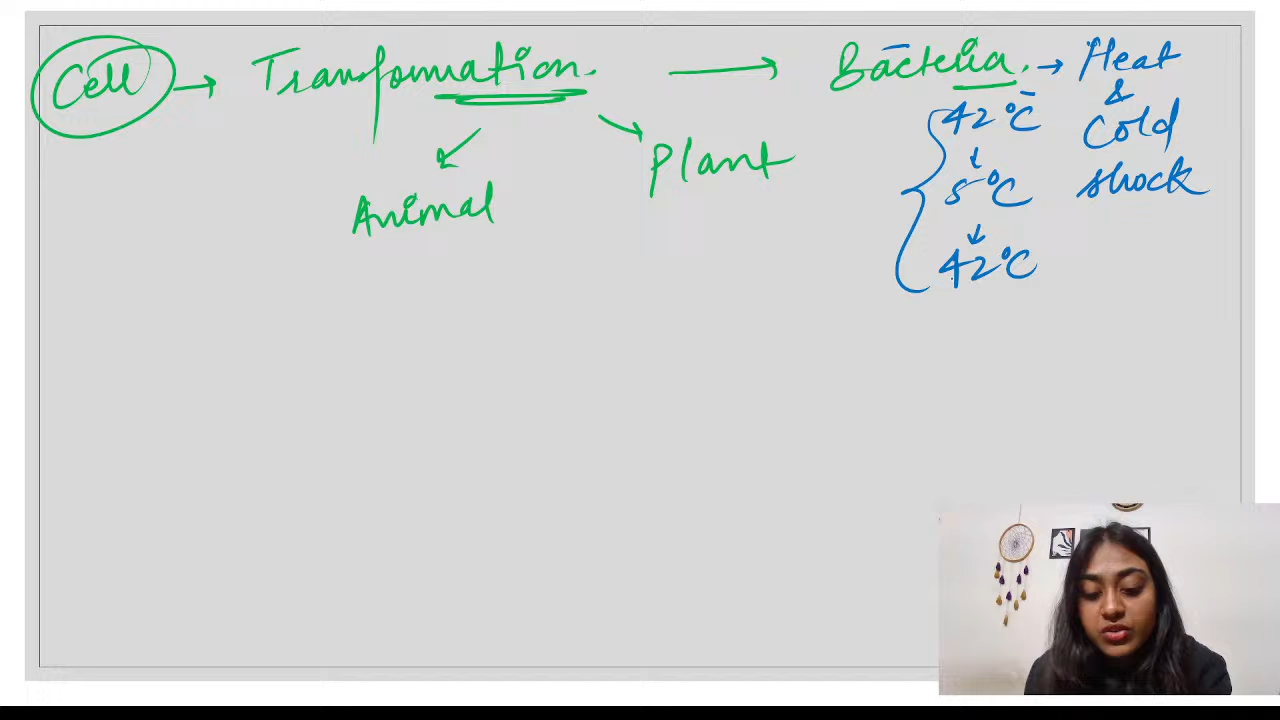 Cell → Transformation. → Bacteria. → Heat
&
42°C Cold
↓
Plant
5°C shock
Animal
↓
42°C